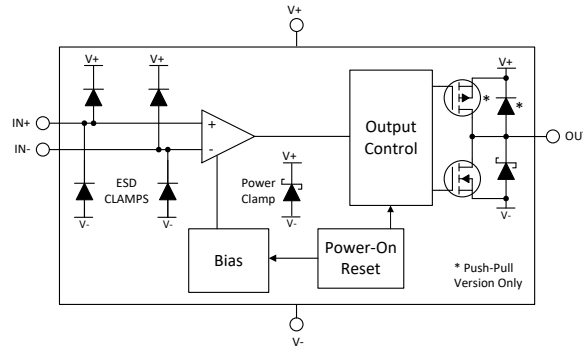 V+
V+
V+
V+
*
*
IN+
IN-
+
-
Output
Control
OUT
ESD
CLAMPS
Power
Clamp
V+
V-
V-
V-
V-
Bias
Power-On
Reset
* Push-Pull
Version Only
V-